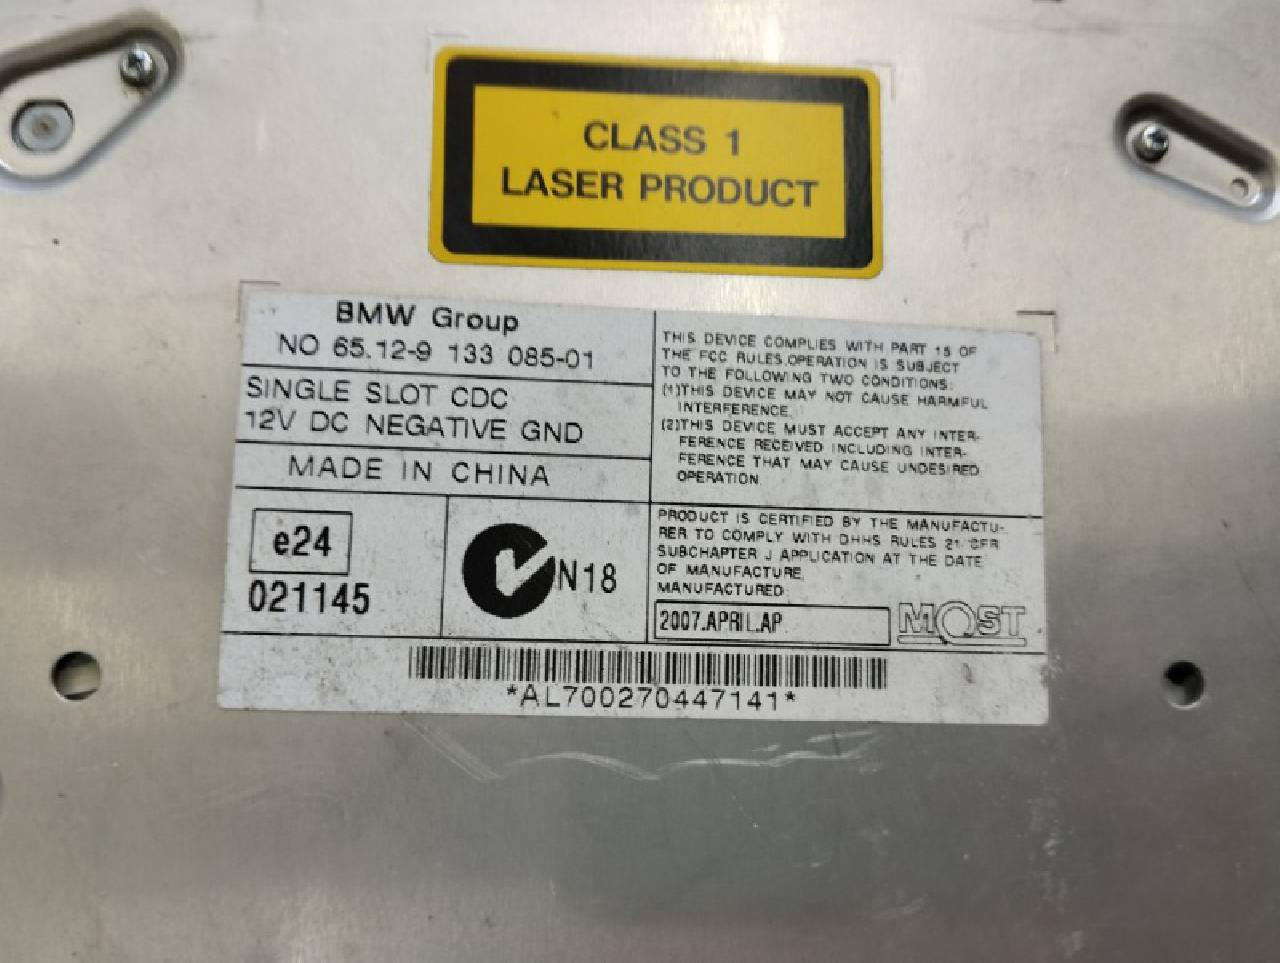 CLASS 1
LASER PRODUCT
BMW Group
NO 65.12-9 133 085-01
SINGLE SLOT CDC
12V DC NEGATIVE GND
MADE IN CHINA
e24
021145
N18
THIS DEVICE COMPLIES WITH PART 15 OF
THE FCC RULES.OPERATION IS SUBJECT
TO THE FOLLOWING TWO CONDITIONS:
(1)THIS DEVICE MAY NOT CAUSE HARMFUL
INTERFERENCE.
(2)THIS DEVICE MUST ACCEPT ANY INTER-
FERENCE RECEIVED INCLUDING INTER-
FERENCE THAT MAY CAUSE UNDESIRED
OPERATION
PRODUCT IS CERTIFIED BY THE MANUFACTU-
RER TO COMPLY WITH DHHS RULES 21 CFR
SUBCHAPTER J APPLICATION AT THE DATE
OF MANUFACTURE.
MANUFACTURED
2007.APRIL.AP
MOST
*AL700270447141*